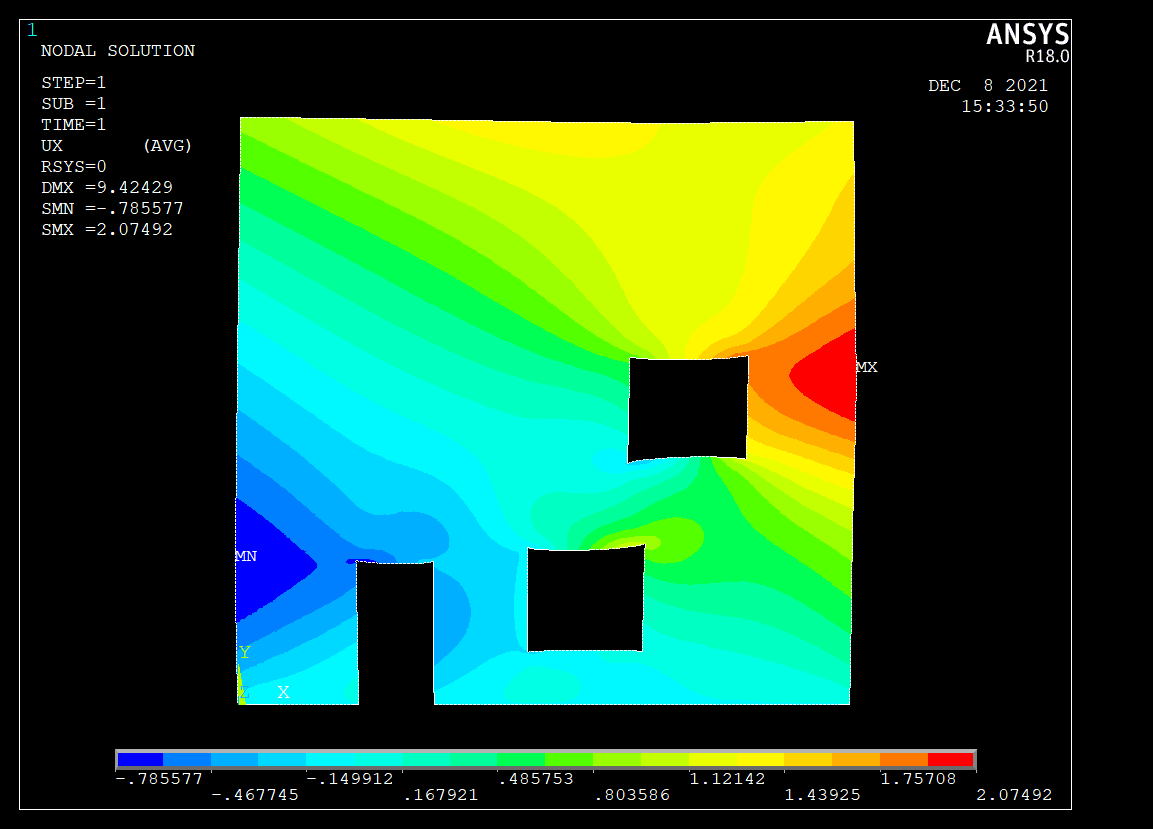 1
ANSYS
R18.0
NODAL SOLUTION
STEP=1
SUB =1
TIME=1
UX (AVG)
RSYS=0
DMX =9.42429
SMN =-.785577
SMX =2.07492
DEC 8 2021
15:33:50
MX
MN
Y
Z X
-.785577 -.149912 .485753 1.12142 1.75708
-.467745 .167921 .803586 1.43925 2.07492